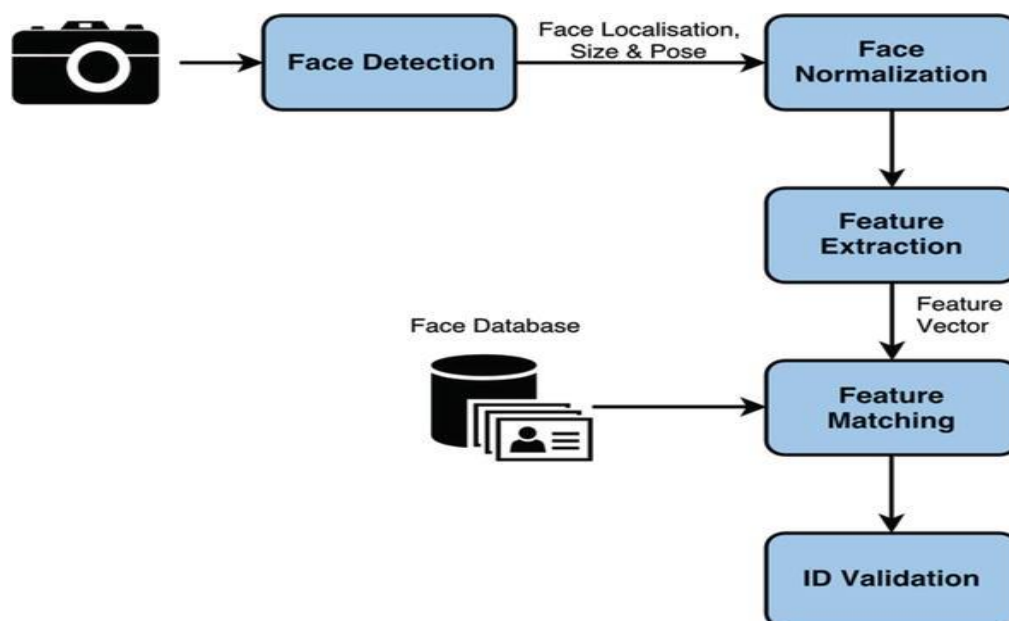 Face Detection
Face Localisation,
Size & Pose
Face
Normalization
Feature
Extraction
Feature
Vector
Face Database
Feature
Matching
ID Validation